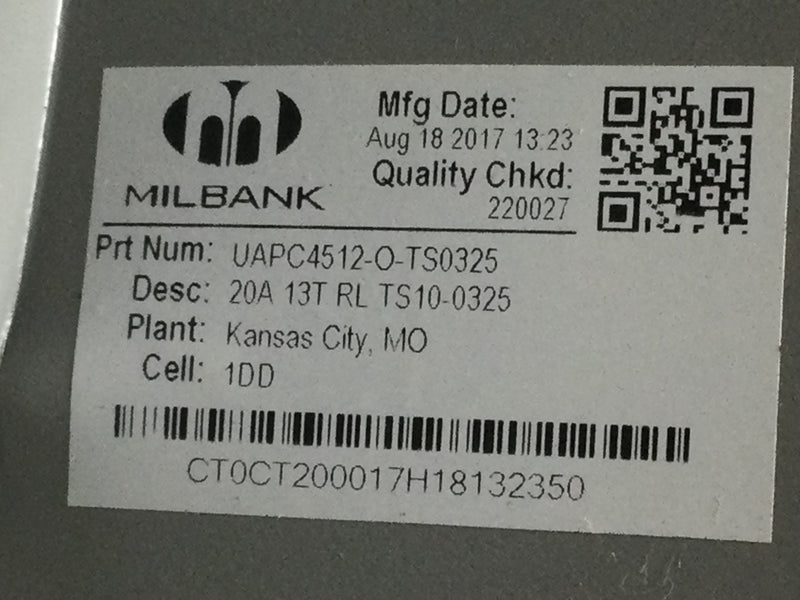 MILBANK
Mfg Date:
Aug 18 2017 13:23
Quality Chkd:
220027
Prt Num: UAPC4512-O-TS0325
Desc: 20A 13T RL TS10-0325
Plant: Kansas City, MO
Cell: 1DD
CT0CT200017H18132350